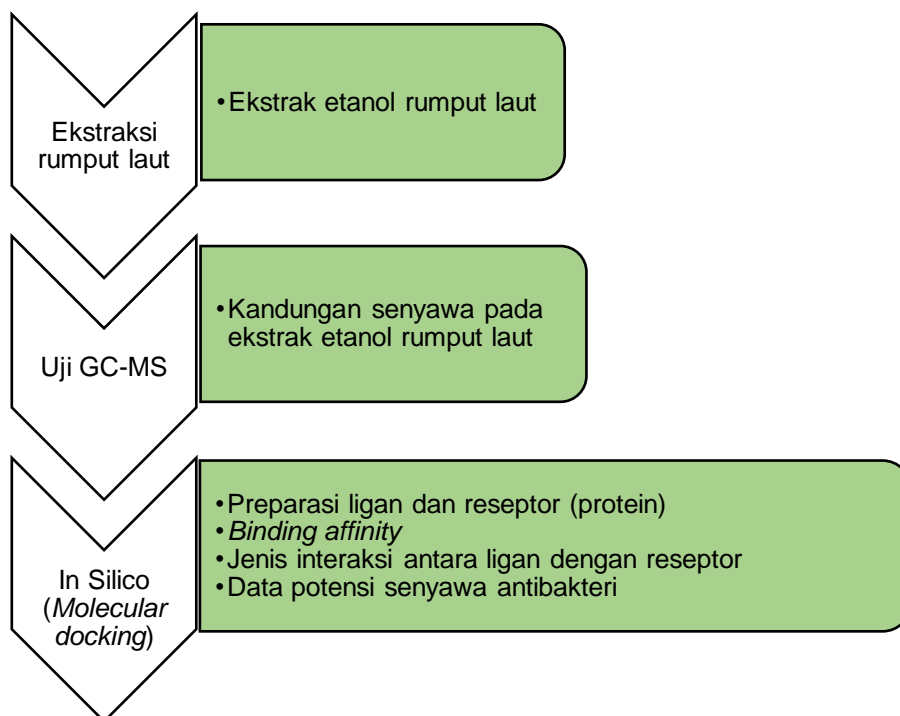 Ekstraksi
rumput laut
•Ekstrak etanol rumput laut
Uji GC-MS
•Kandungan senyawa pada
ekstrak etanol rumput laut
In Silico
(Molecular
docking)
•Preparasi ligan dan reseptor (protein)
•Binding affinity
•Jenis interaksi antara ligan dengan reseptor
•Data potensi senyawa antibakteri